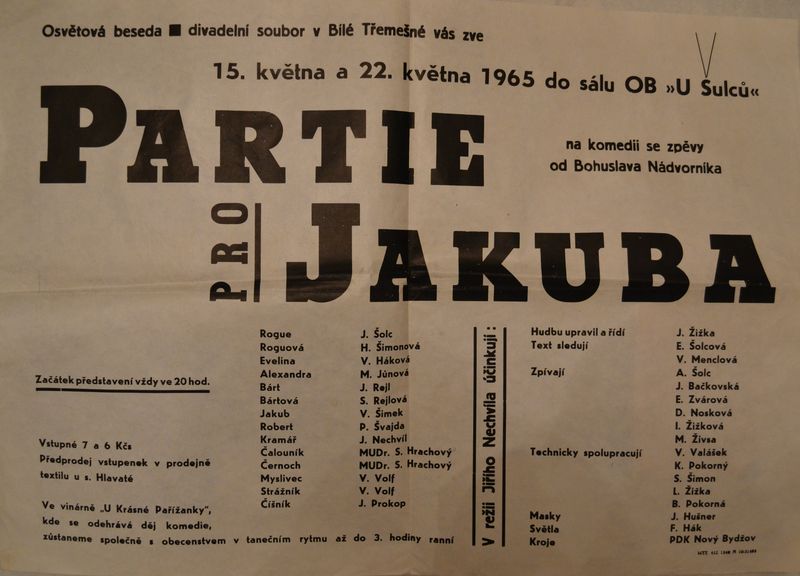 Osvětová beseda ■ divadelní soubor v Bílé Třemešné vás zve
15. května a 22. května 1965 do sálu OB »U Šulců«
PARTIE
na komedii se zpěvy
od Bohuslava Nádvorníka
PRO
JAKUBA
Začátek představení vždy ve 20 hod.
Vstupné 7 a 6 Kčs
Předprodej vstupenek v prodejně
textilu u s. Hlavaté
Ve vinárně „U Krásné Pařížanky",
kde se odehrává děj komedie,
zůstaneme společně s obecenstvem v tanečním rytmu až do 3. hodiny ranní
Rogue J. Šolc
Roguová H. Šimonová
Evelina V. Háková
Alexandra M. Jůnová
Bárt J. Rejl
Bártová S. Rejlová
Jakub V. Šimek
Robert P. Švajda
Kramář J. Nechvíl
Čalouník MUDr. S. Hrachový
Černoch MUDr. S. Hrachový
Myslivec V. Volf
Strážník V. Volf
Číšník J. Prokop
V režii Jiřího Nechvíla účinkují:
Hudbu upravil a řídí J. Žižka
Text sledují E. Šolcová
V. Menclová
Zpívají A. Šolc
J. Bačkovská
E. Zvárová
D. Nosková
I. Žižková
M. Živsa
Technicky spolupracují V. Valášek
K. Pokorný
S. Šimon
L. Žižka
B. Pokorná
Masky J. Hušner
Světla F. Hák
Kroje PDK Nový Bydžov